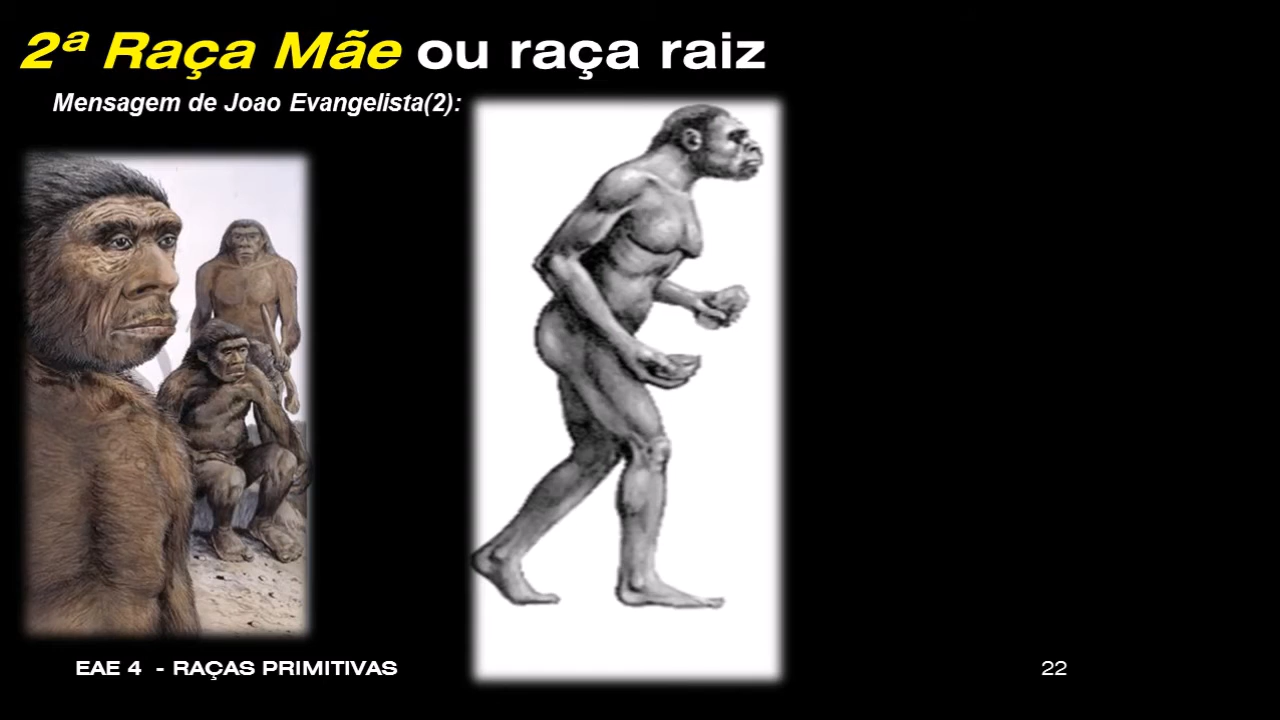 2ª Raça Mãe ou raça raiz
Mensagem de Joao Evangelista(2):
EAE 4 - RAÇAS PRIMITIVAS
22